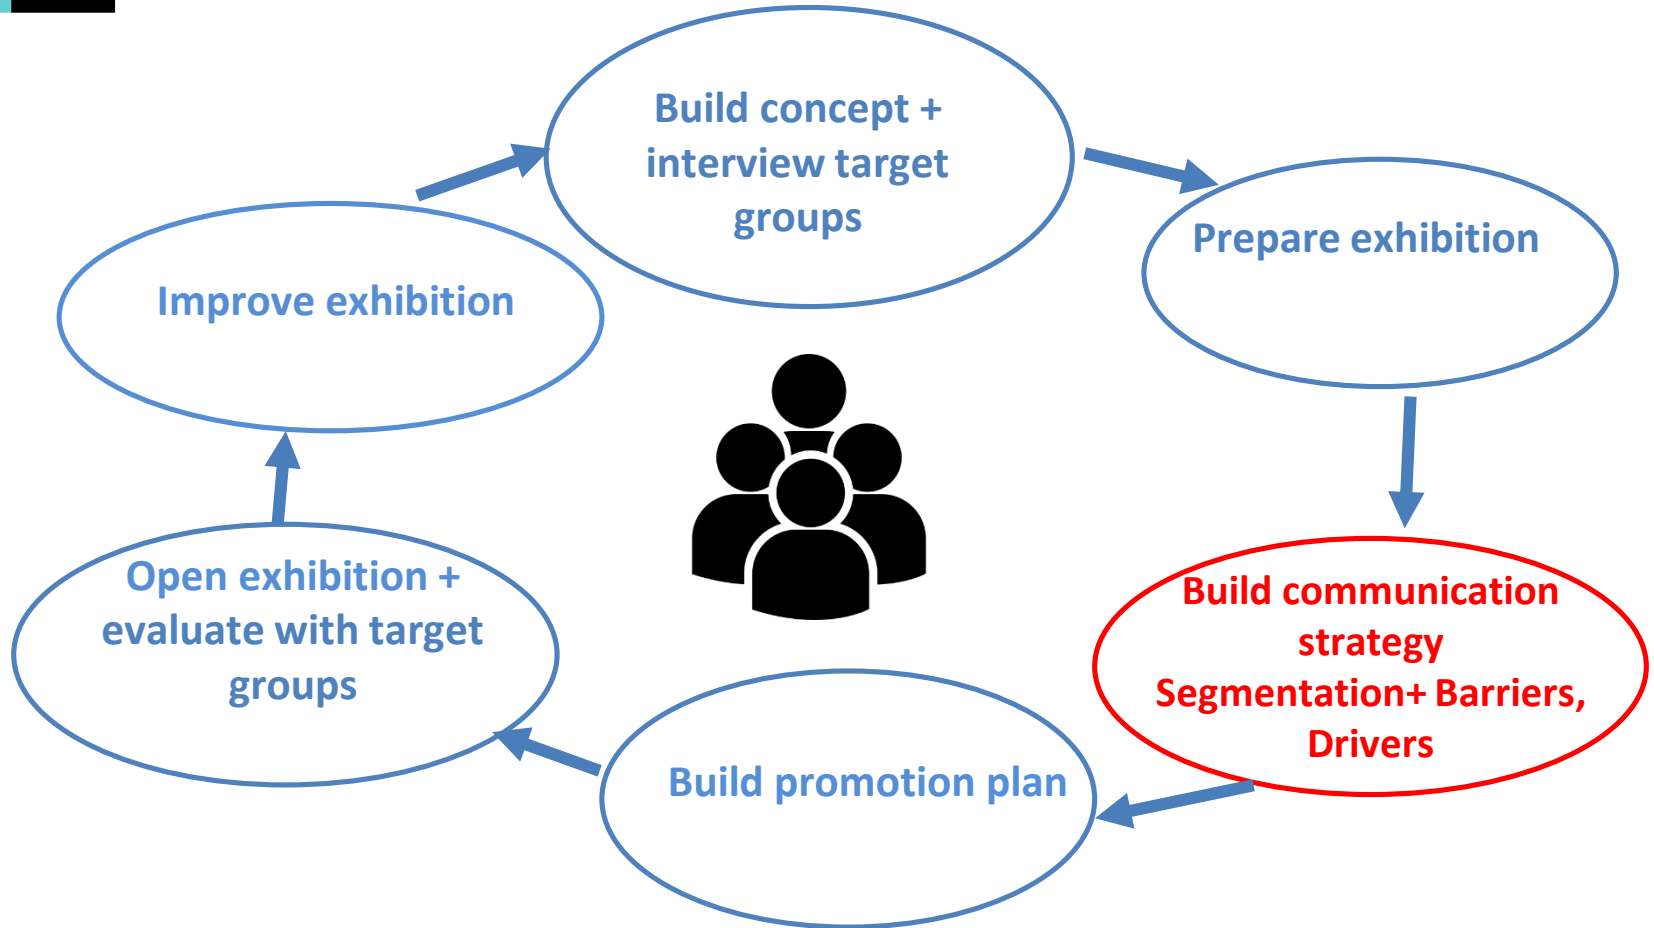 Build concept +
interview target
groups
Prepare exhibition
Improve exhibition
Open exhibition +
evaluate with target
groups
Build communication
strategy
Segmentation+ Barriers,
Drivers
Build promotion plan